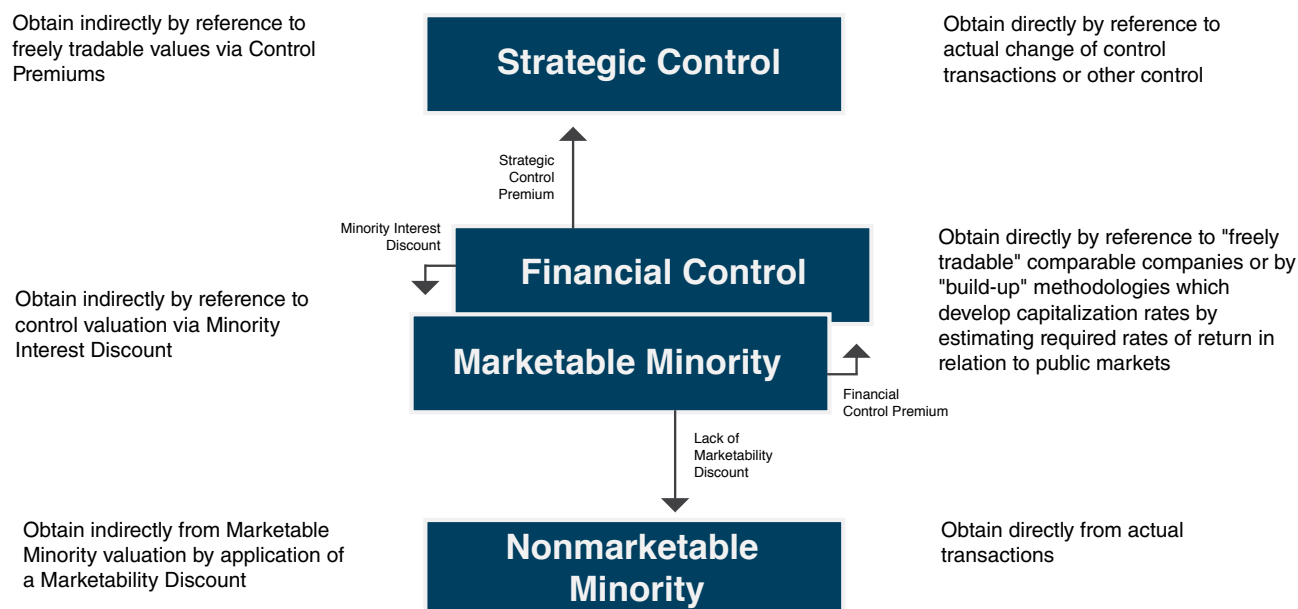 Obtain indirectly by reference to
freely tradable values via Control
Premiums
Strategic Control
Obtain directly by reference to
actual change of control
transactions or other control
Strategic
Control
Premium
Minority Interest
Discount
Financial Control
Obtain directly by reference to "freely
tradable" comparable companies or by
"build-up" methodologies which
develop capitalization rates by
estimating required rates of return in
relation to public markets
Obtain indirectly by reference to
control valuation via Minority
Interest Discount
Marketable Minority
Financial
Control Premium
Lack of
Marketability
Discount
Obtain indirectly from Marketable
Minority valuation by application of
a Marketability Discount
Nonmarketable
Minority
Obtain directly from actual
transactions